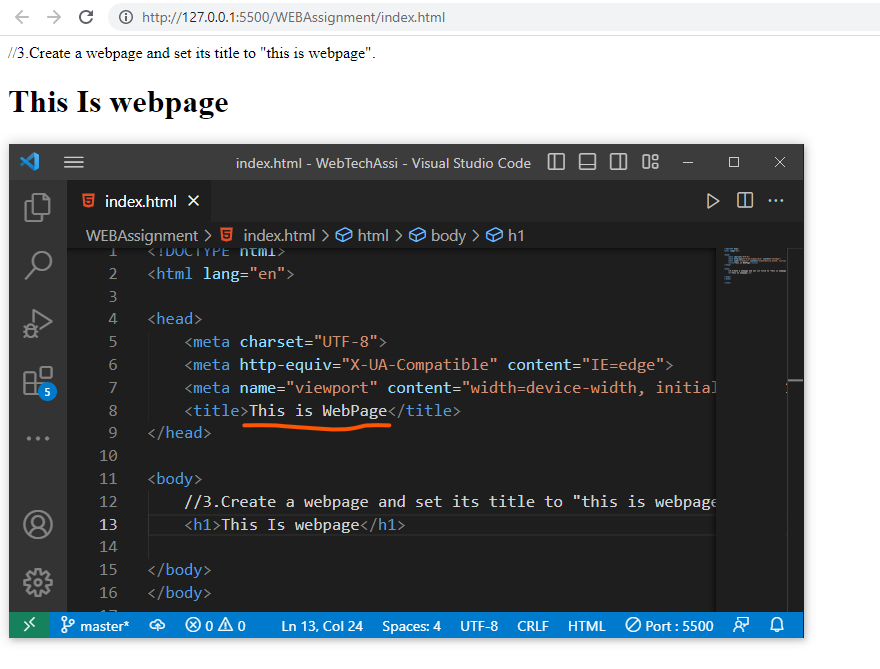 http://127.0.0.1:5500/WEBAssignment/index.html
//3.Create a webpage and set its title to "this is webpage".
This Is webpage
index.html - WebTechAssi - Visual Studio Code
index.html
WEBAssignment > index.html > html > body > h1
1 <!DOCTYPE html>
2 <html lang="en">
3
4 <head>
5 <meta charset="UTF-8">
6 <meta http-equiv="X-UA-Compatible" content="IE=edge">
7 <meta name="viewport" content="width=device-width, initial
8 <title>This is WebPage</title>
9 </head>
10
11 <body>
12 //3.Create a webpage and set its title to "this is webpage
13 <h1>This Is webpage</h1>
14
15 </body>
16 </body>
5
master* 0 0 Ln 13, Col 24 Spaces: 4 UTF-8 CRLF HTML Port : 5500